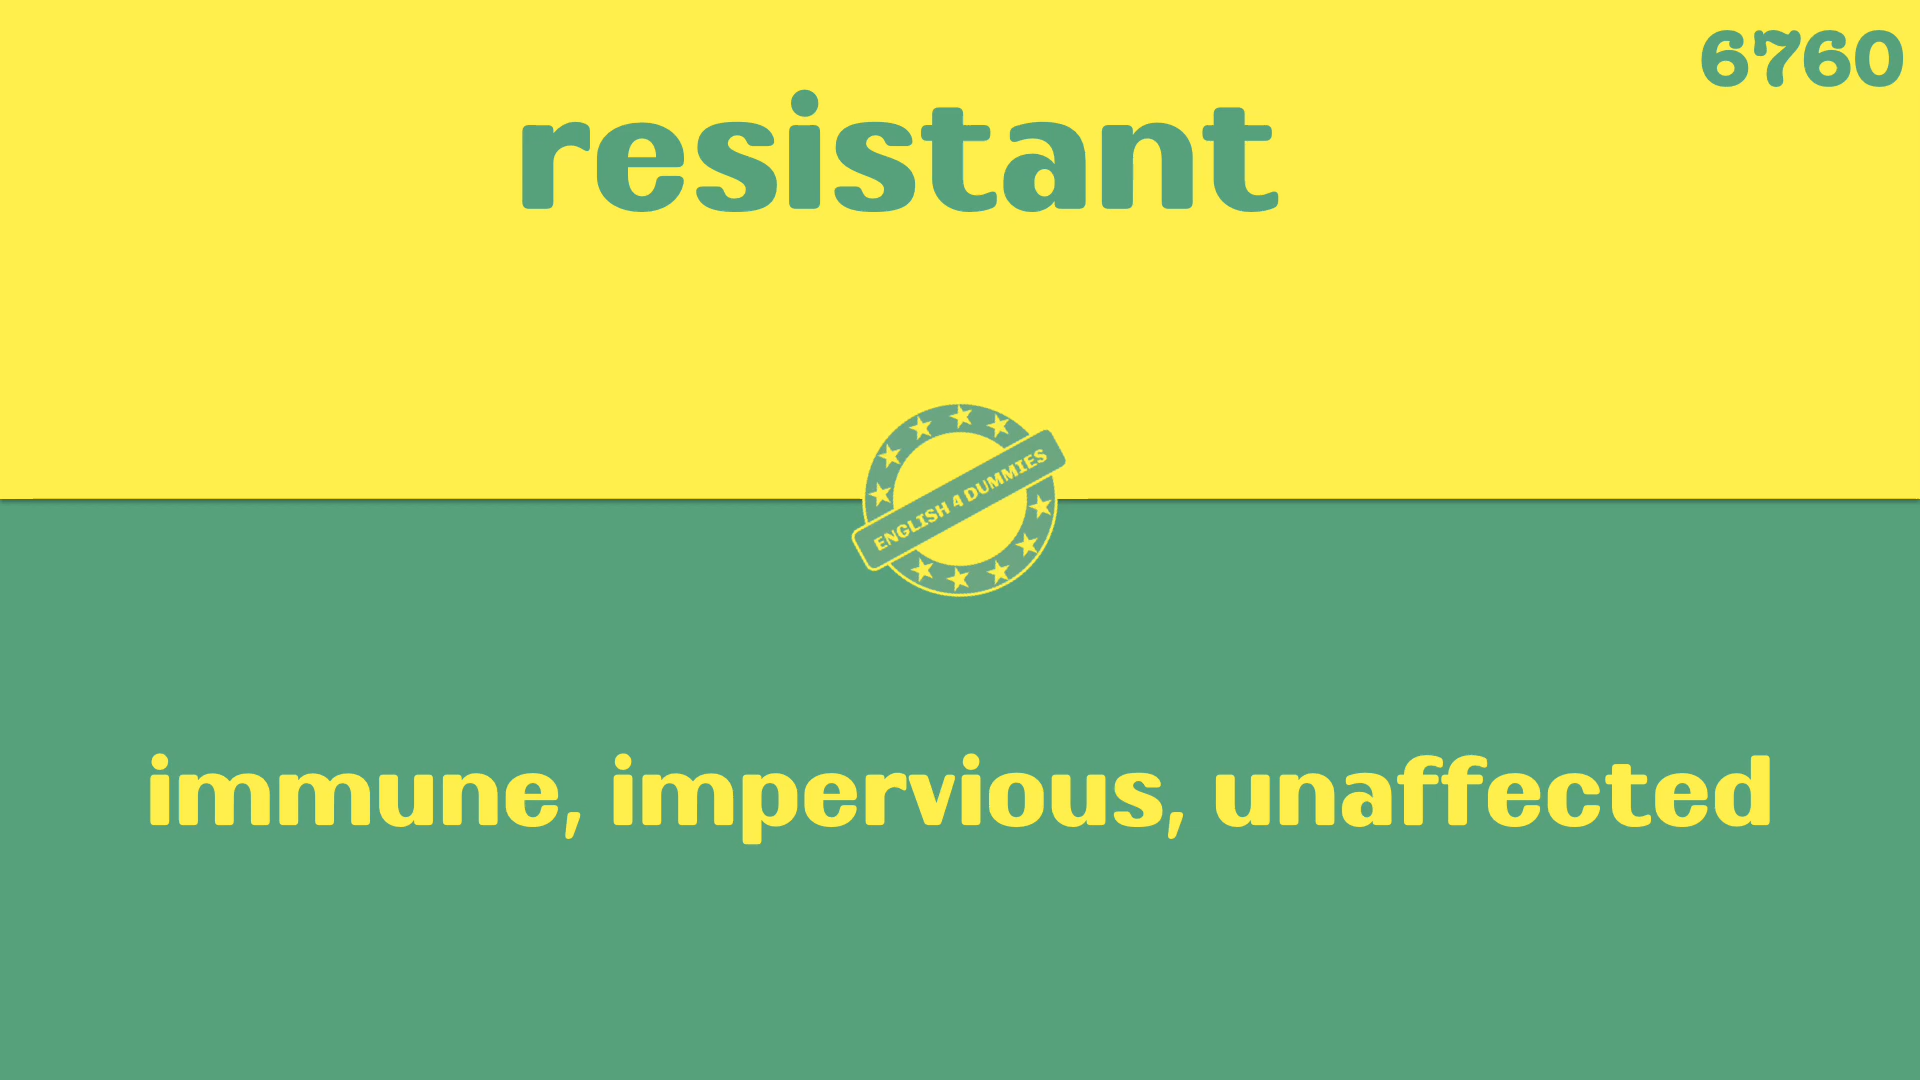 6760
resistant
ENGLISH 4 DUMMIES
immune, impervious, unaffected